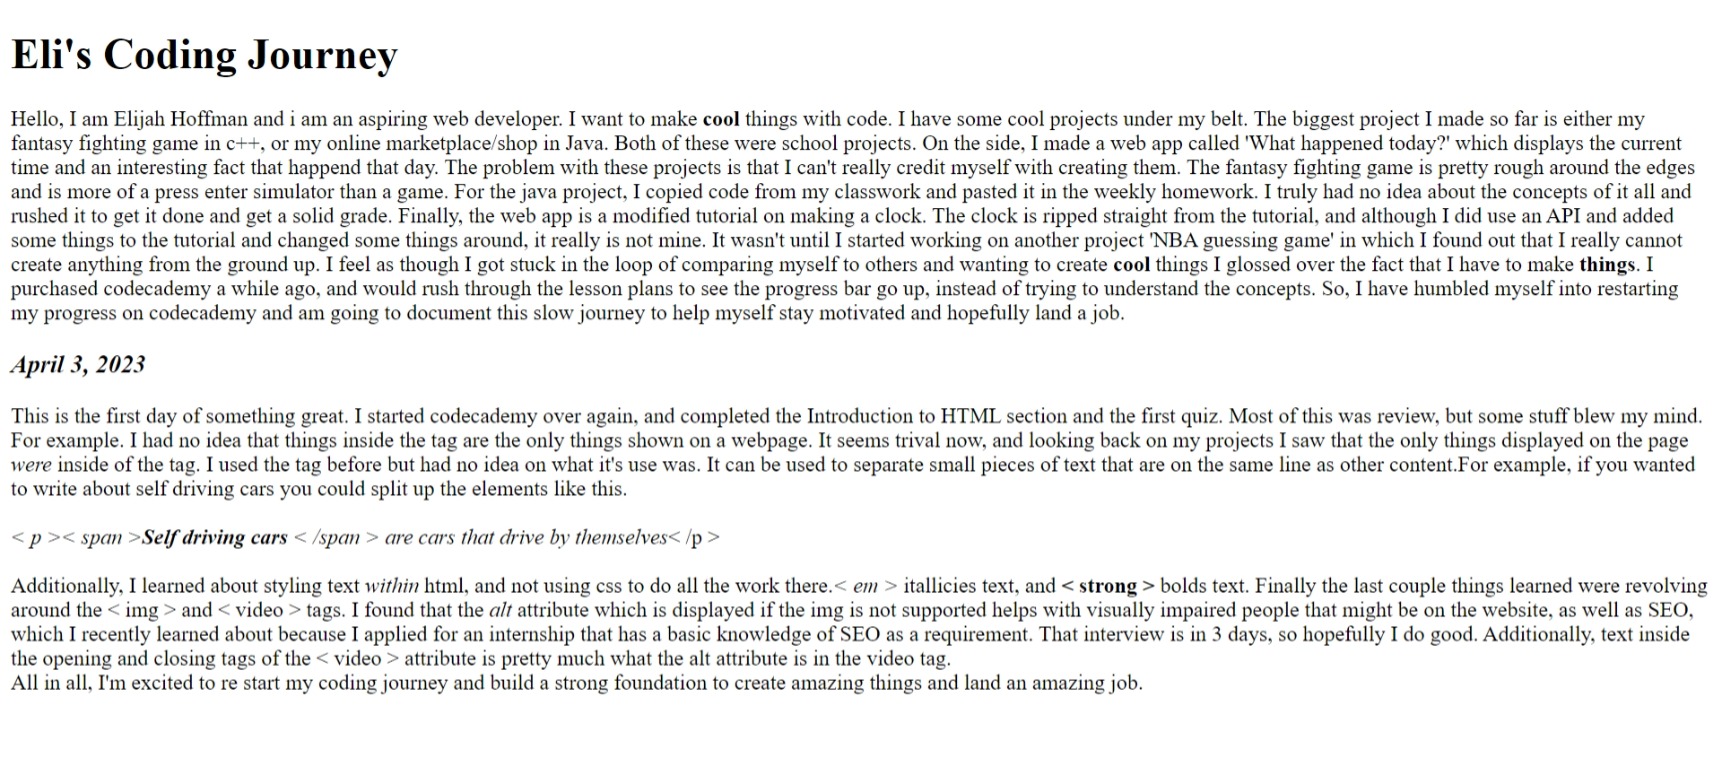 Eli's Coding Journey
Hello, I am Elijah Hoffman and i am an aspiring web developer. I want to make cool things with code. I have some cool projects under my belt. The biggest project I made so far is either my
fantasy fighting game in c++, or my online marketplace/shop in Java. Both of these were school projects. On the side, I made a web app called 'What happened today?' which displays the current
time and an interesting fact that happend that day. The problem with these projects is that I can't really credit myself with creating them. The fantasy fighting game is pretty rough around the edges
and is more of a press enter simulator than a game. For the java project, I copied code from my classwork and pasted it in the weekly homework. I truly had no idea about the concepts of it all and
rushed it to get it done and get a solid grade. Finally, the web app is a modified tutorial on making a clock. The clock is ripped straight from the tutorial, and although I did use an API and added
some things to the tutorial and changed some things around, it really is not mine. It wasn't until I started working on another project 'NBA guessing game' in which I found out that I really cannot
create anything from the ground up. I feel as though I got stuck in the loop of comparing myself to others and wanting to create cool things I glossed over the fact that I have to make things. I
purchased codecademy a while ago, and would rush through the lesson plans to see the progress bar go up, instead of trying to understand the concepts. So, I have humbled myself into restarting
my progress on codecademy and am going to document this slow journey to help myself stay motivated and hopefully land a job.
April 3, 2023
This is the first day of something great. I started codecademy over again, and completed the Introduction to HTML section and the first quiz. Most of this was review, but some stuff blew my mind.
For example. I had no idea that things inside the tag are the only things shown on a webpage. It seems trival now, and looking back on my projects I saw that the only things displayed on the page
were inside of the tag. I used the tag before but had no idea on what it's use was. It can be used to separate small pieces of text that are on the same line as other content.For example, if you wanted
to write about self driving cars you could split up the elements like this.
< p >< span >Self driving cars < /span > are cars that drive by themselves< /p >
Additionally, I learned about styling text within html, and not using css to do all the work there.< em > itallicies text, and < strong > bolds text. Finally the last couple things learned were revolving
around the < img > and < video > tags. I found that the alt attribute which is displayed if the img is not supported helps with visually impaired people that might be on the website, as well as SEO,
which I recently learned about because I applied for an internship that has a basic knowledge of SEO as a requirement. That interview is in 3 days, so hopefully I do good. Additionally, text inside
the opening and closing tags of the < video > attribute is pretty much what the alt attribute is in the video tag.
All in all, I'm excited to re start my coding journey and build a strong foundation to create amazing things and land an amazing job.